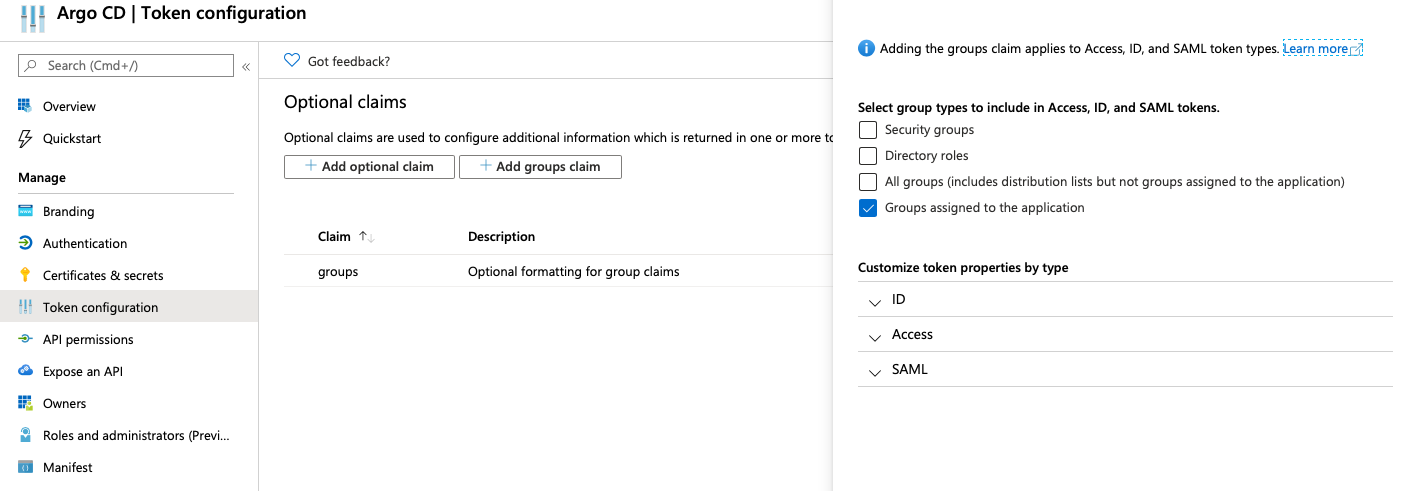 Argo CD | Token configuration
Search (Cmd+/)
«
Overview
Quickstart
Manage
Branding
Authentication
Certificates & secrets
Token configuration
API permissions
Expose an API
Owners
Roles and administrators (Previ...
Manifest
Got feedback?
Optional claims
Optional claims are used to configure additional information which is returned in one or more to
+ Add optional claim
+ Add groups claim
Claim ↑↓ Description
groups Optional formatting for group claims
Adding the groups claim applies to Access, ID, and SAML token types. Learn more
Select group types to include in Access, ID, and SAML tokens.
Security groups
Directory roles
All groups (includes distribution lists but not groups assigned to the application)
Groups assigned to the application
Customize token properties by type
ID
Access
SAML